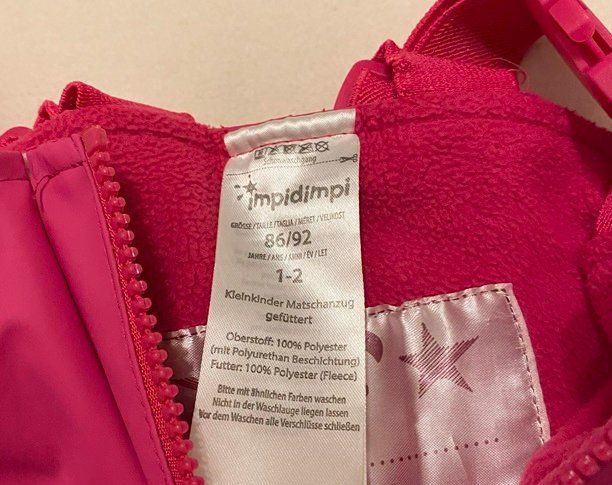 Schonwaschgang
impidimpi
GRÖSSE/TAILLE/TAGLIA/MÉRET/VELIKOST
86/92
JAHRE/ANS/ANNI/ÉV/LET
1-2
Kleinkinder Matschanzug
gefüttert
Oberstoff: 100% Polyester
(mit Polyurethan Beschichtung)
Futter: 100% Polyester (Fleece)
Bitte mit ähnlichen Farben waschen
Nicht in der Waschlauge liegen lassen
Vor dem Waschen alle Verschlüsse schließen